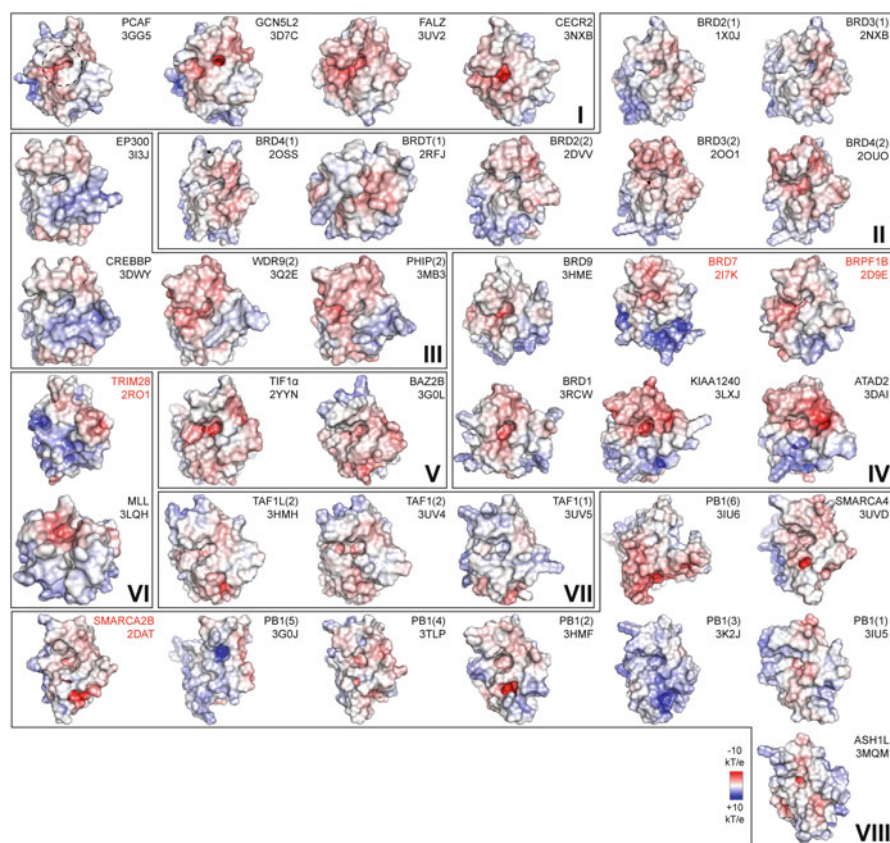 PCAF
3GG5
GCN5L2
3D7C
FALZ
3UV2
CECR2
3NXB
I
BRD2(1)
1X0J
BRD3(1)
2NXB
EP300
3I3J
BRD4(1)
2OSS
BRDT(1)
2RFJ
BRD2(2)
2DVV
BRD3(2)
2OO1
BRD4(2)
2OUO
II
CREBBP
3DWY
WDR9(2)
3Q2E
PHIP(2)
3MB3
III
BRD9
3HME
BRD7
2I7K
BRPF1B
2D9E
TRIM28
2RO1
TIF1α
2YYN
BAZ2B
3G0L
V
BRD1
3RCW
KIAA1240
3LXJ
ATAD2
3DAI
IV
MLL
3LQH
VI
TAF1L(2)
3HMH
TAF1(2)
3UV4
TAF1(1)
3UV5
VII
PB1(6)
3IU6
SMARCA4
3UVD
SMARCA2B
2DAT
PB1(5)
3G0J
PB1(4)
3TLP
PB1(2)
3HMF
PB1(3)
3K2J
PB1(1)
3IU5
-10
kT/e
+10
kT/e
ASH1L
3MQM
VIII